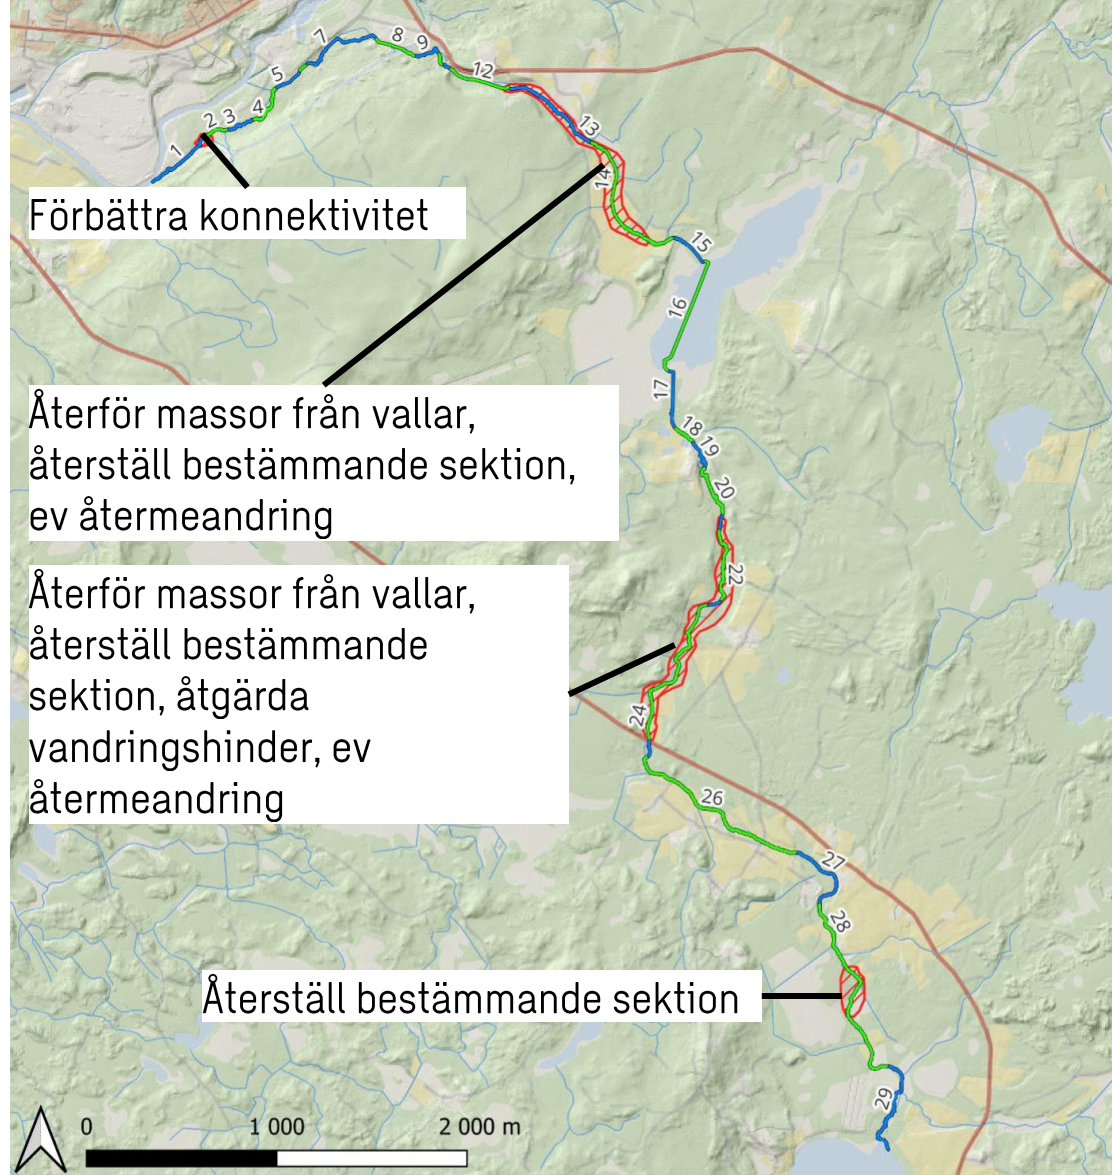 7
8
9
12
5
4
3
2
1
13
14
Förbättra konnektivitet
15
16
17
Återför massor från vallar,
återställ bestämmande sektion,
ev återmeandring
18
19
20
22
Återför massor från vallar,
återställ bestämmande
sektion, åtgärda
vandringshinder, ev
återmeandring
24
26
27
28
Återställ bestämmande sektion
29
0 1 000 2 000 m